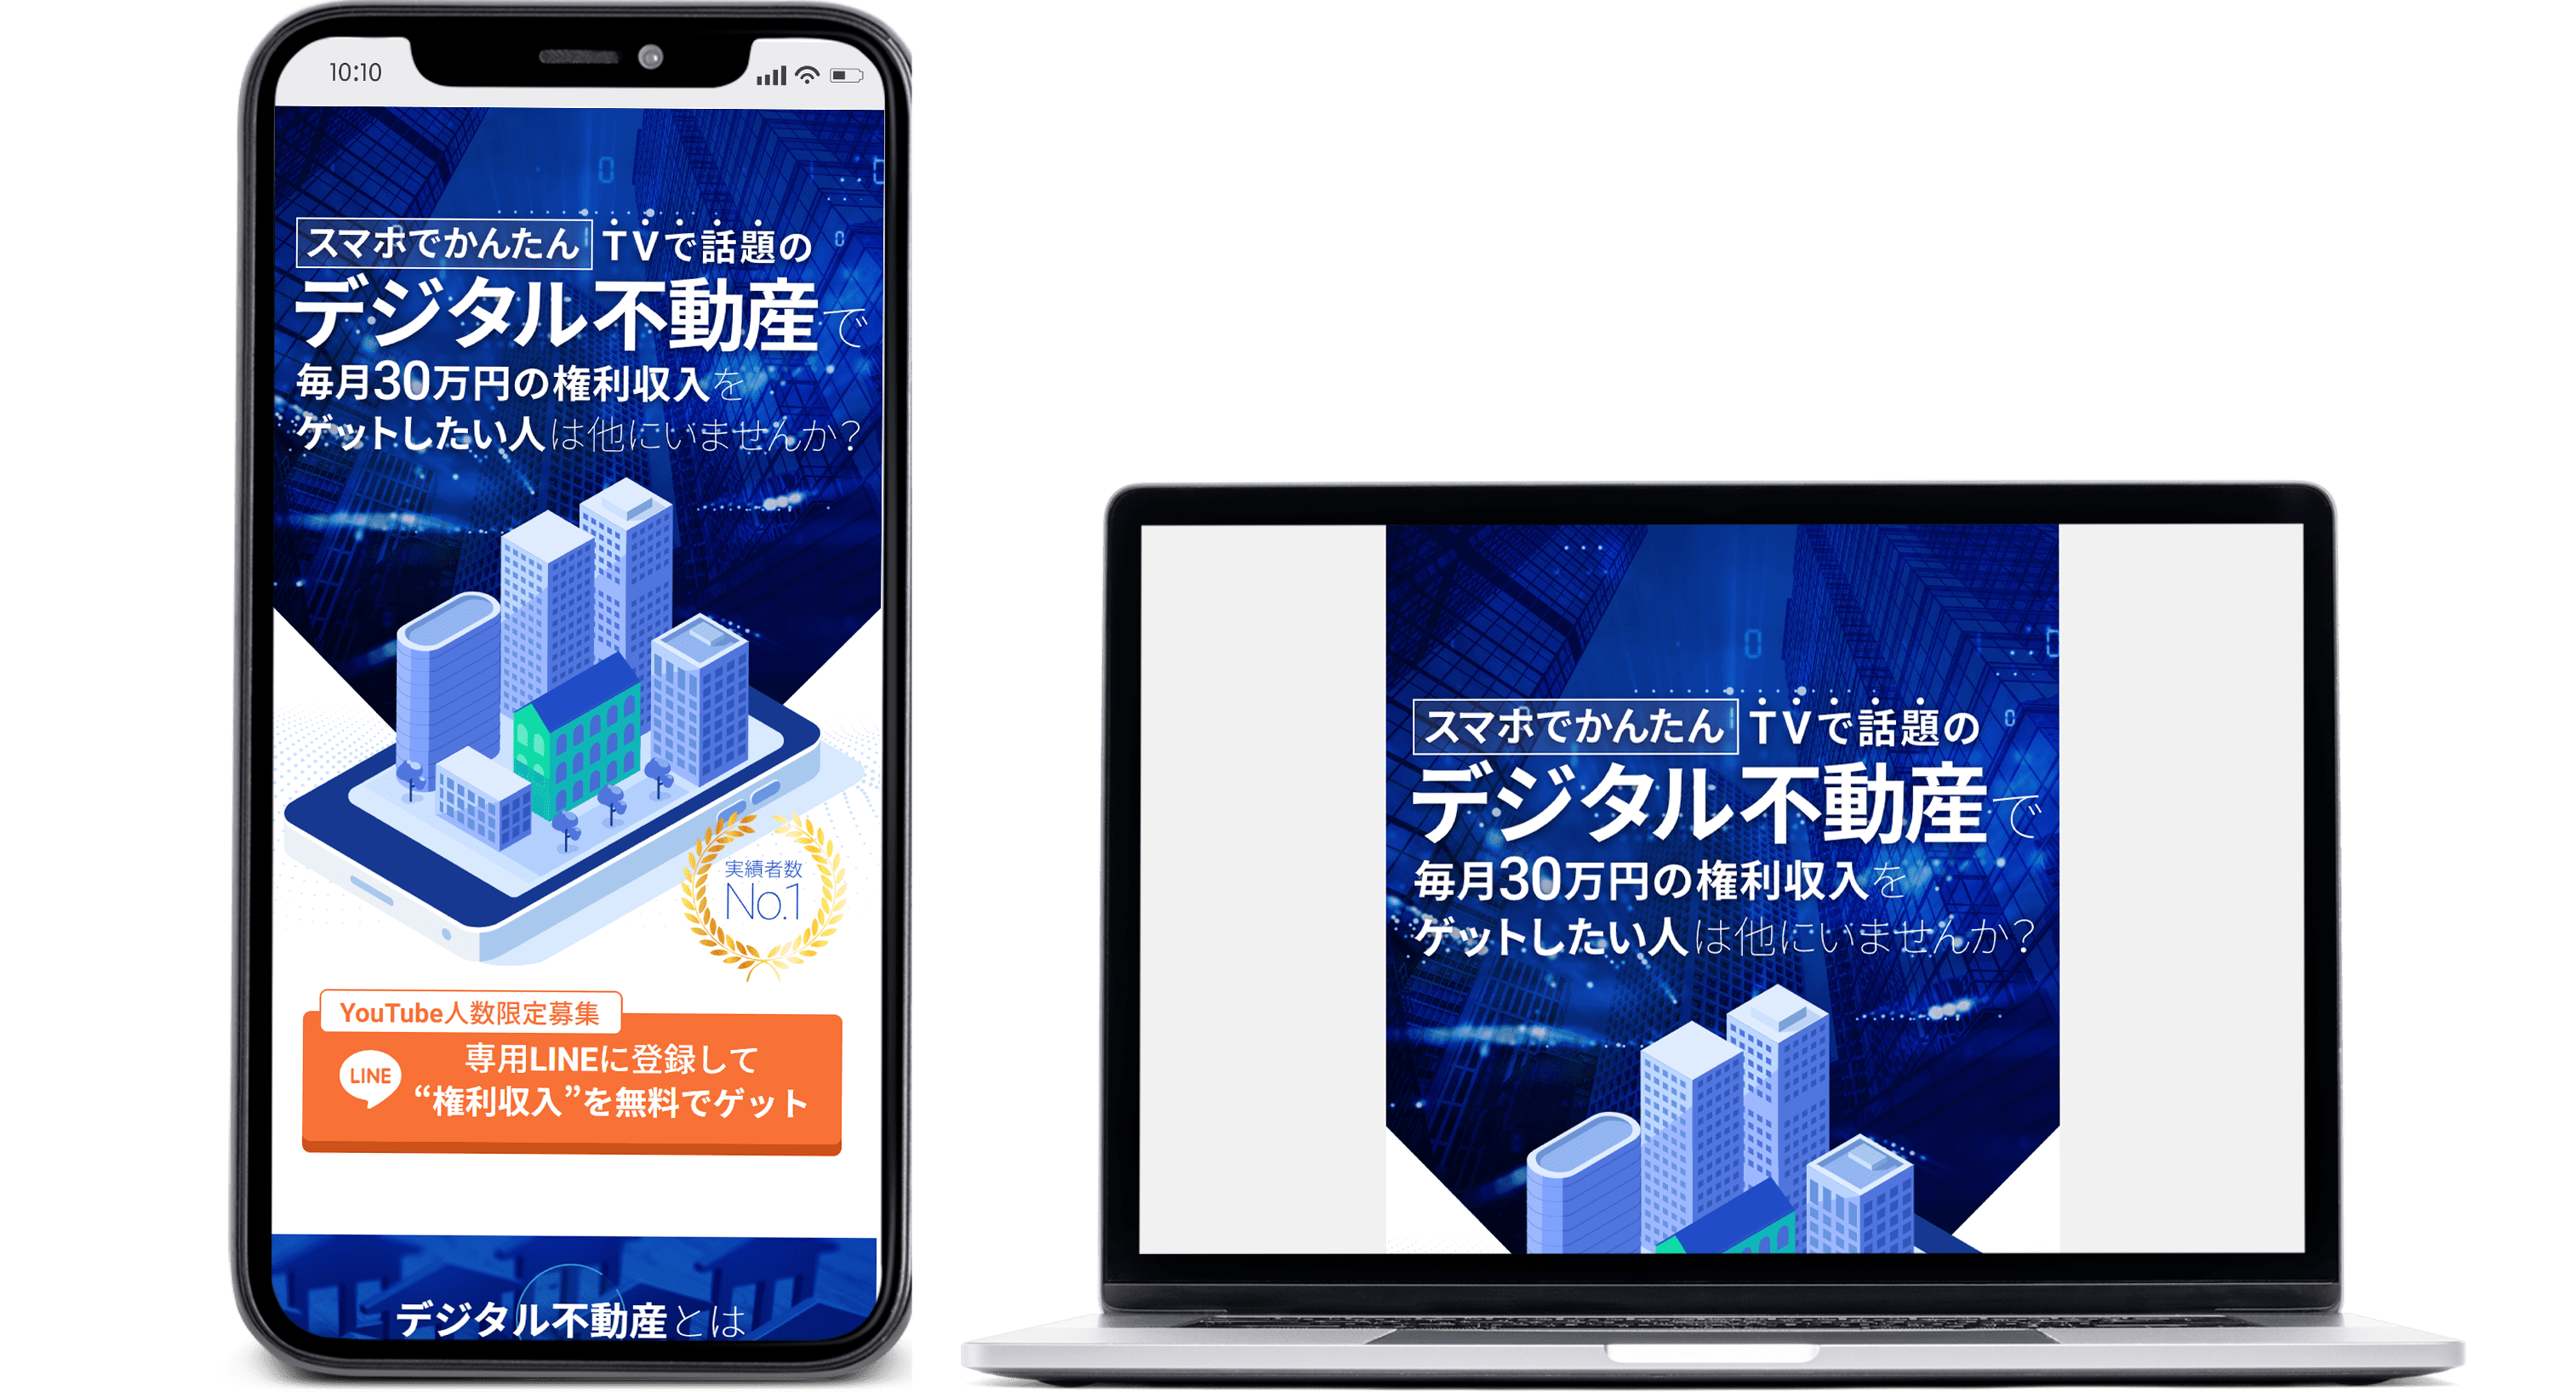 10:10
スマホでかんたん TVで話題の
デジタル不動産で
毎月30万円の権利収入を
ゲットしたい人は他にいませんか?
実績者数
No.1
YouTube人数限定募集
LINE
専用LINEに登録して
“権利収入”を無料でゲット
デジタル不動産とは
スマホでかんたん TVで話題の
デジタル不動産で
毎月30万円の権利収入を
ゲットしたい人は他にいませんか?